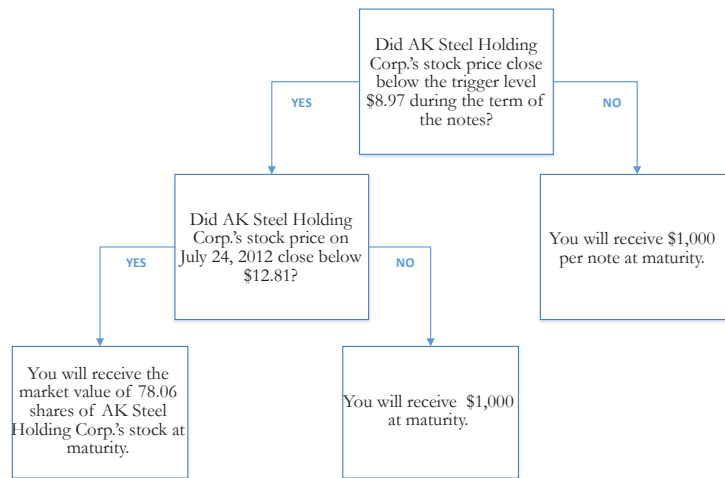 Did AK Steel Holding
Corp.'s stock price close
below the trigger level
$8.97 during the term of
the notes?
YES
NO
Did AK Steel Holding
Corp.'s stock price on
July 24, 2012 close below
$12.81?
You will receive $1,000
per note at maturity.
YES
NO
You will receive the
market value of 78.06
shares of AK Steel
Holding Corp.'s stock at
maturity.
You will receive $1,000
at maturity.